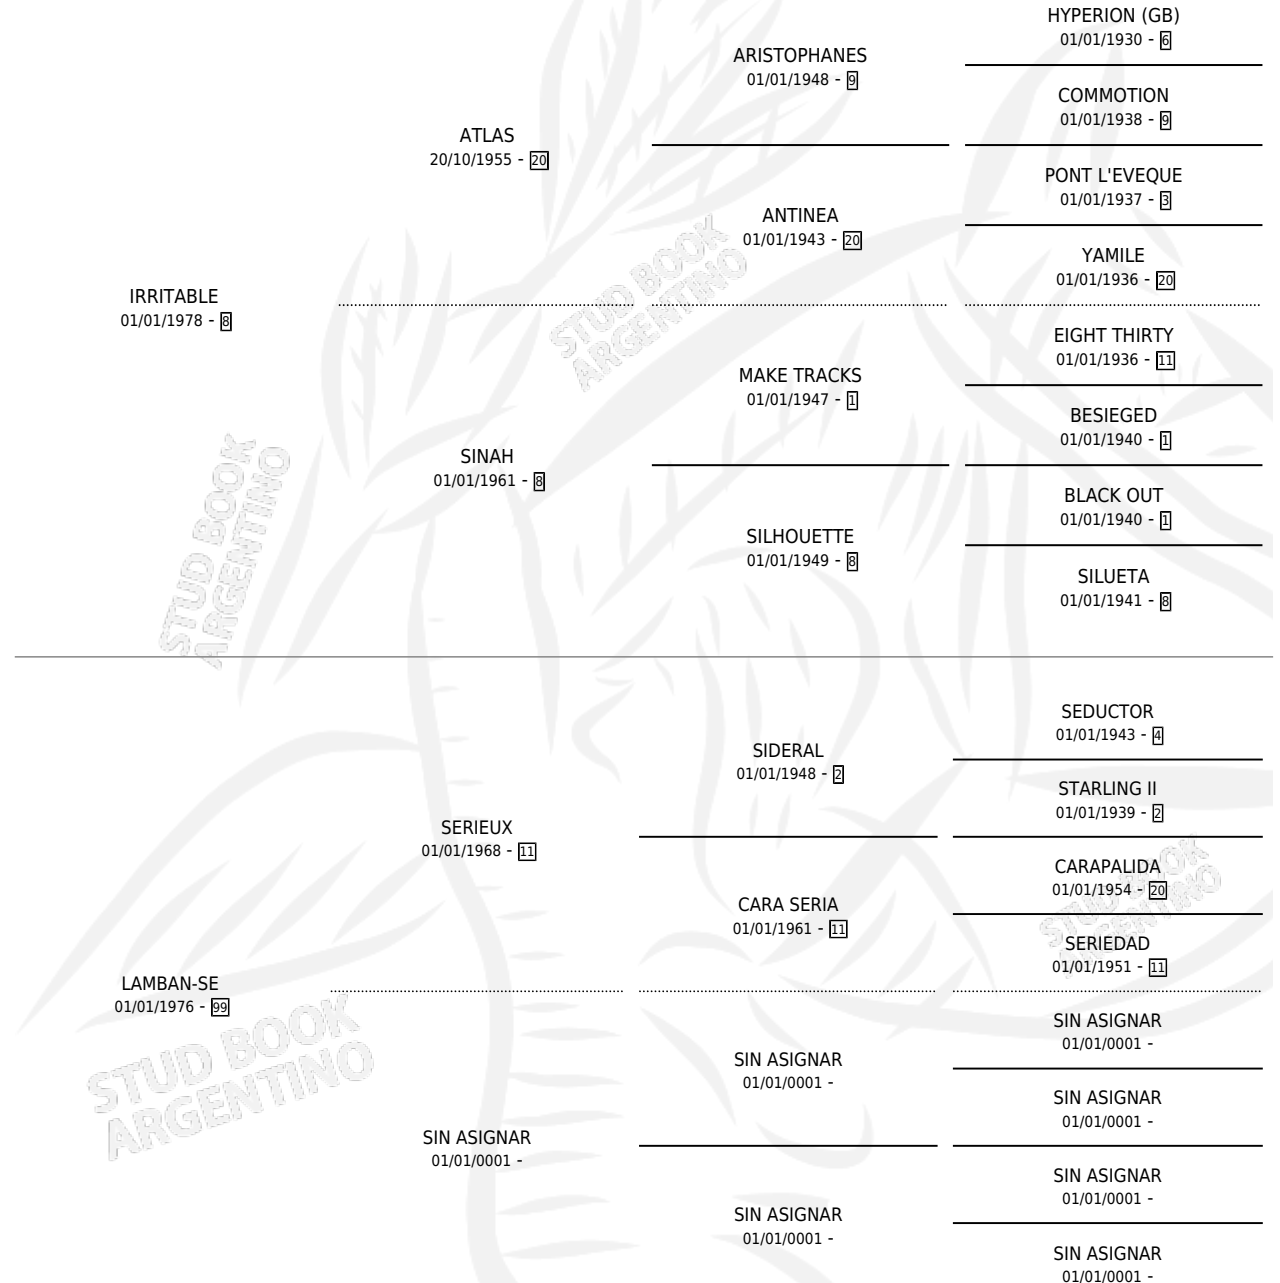 HYPERION (GB)
01/01/1930 - 6
ARISTOPHANES
01/01/1948 - 9
COMMOTION
01/01/1938 - 9
ATLAS
20/10/1955 - 20
PONT L'EVEQUE
01/01/1937 - 3
ANTINEA
01/01/1943 - 20
YAMILE
01/01/1936 - 20
IRRITABLE
01/01/1978 - 8
EIGHT THIRTY
01/01/1936 - 11
MAKE TRACKS
01/01/1947 - 1
BESIEGED
01/01/1940 - 1
SINAH
01/01/1961 - 8
BLACK OUT
01/01/1940 - 1
SILHOUETTE
01/01/1949 - 8
SILUETA
01/01/1941 - 8
SEDUCTOR
01/01/1943 - 4
SIDERAL
01/01/1948 - 2
STARLING II
01/01/1939 - 2
SERIEUX
01/01/1968 - 11
CARAPALIDA
01/01/1954 - 20
CARA SERIA
01/01/1961 - 11
SERIEDAD
01/01/1951 - 11
LAMBAN-SE
01/01/1976 - 99
SIN ASIGNAR
01/01/0001 -
SIN ASIGNAR
01/01/0001 -
SIN ASIGNAR
01/01/0001 -
SIN ASIGNAR
01/01/0001 -
SIN ASIGNAR
01/01/0001 -
SIN ASIGNAR
01/01/0001 -
SIN ASIGNAR
01/01/0001 -
STUD BOOK
ARGENTINO
STUD BOOK
ARGENTINO
STUD BOOK
ARGENTINO
STUD BOOK
ARGENTINO